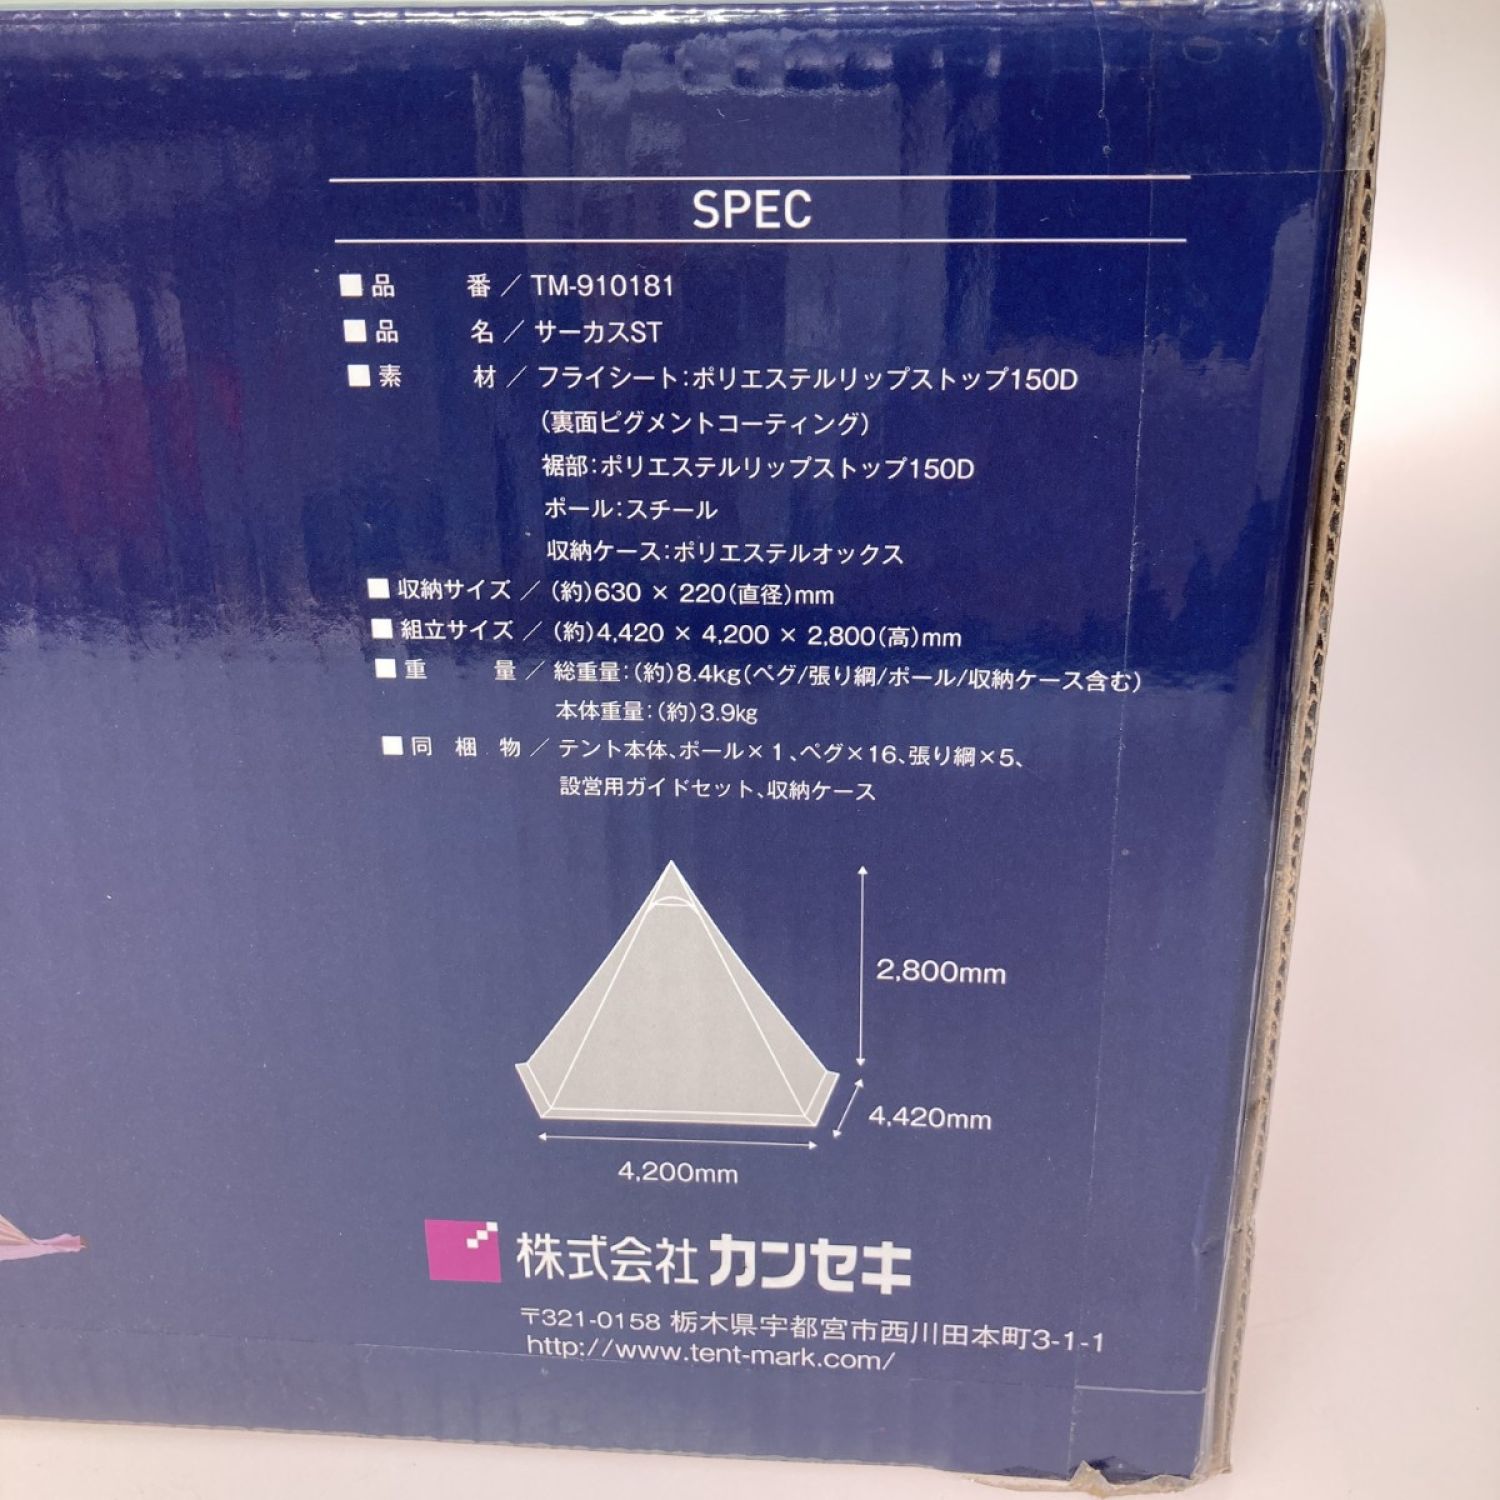 SPEC
■品　番／TM-910181
■品　名／サーカスST
■素　材／フライシート:ポリエステルリップストップ150D
(裏面ピグメントコーティング)
裾部:ポリエステルリップストップ150D
ポール:スチール
収納ケース:ポリエステルオックス
■収納サイズ／(約)630 × 220(直径)mm
■組立サイズ／(約)4,420 × 4,200 × 2,800(高)mm
■重　量／総重量:(約)8.4kg(ペグ/張り綱/ポール/収納ケース含む)
本体重量:(約)3.9kg
■同梱物／テント本体、ポール×1、ペグ×16、張り綱×5、
設営用ガイドセット、収納ケース
2,800mm
4,420mm
4,200mm
株式会社カンセキ
〒321-0158 栃木県宇都宮市西川田本町3-1-1
http://www.tent-mark.com/